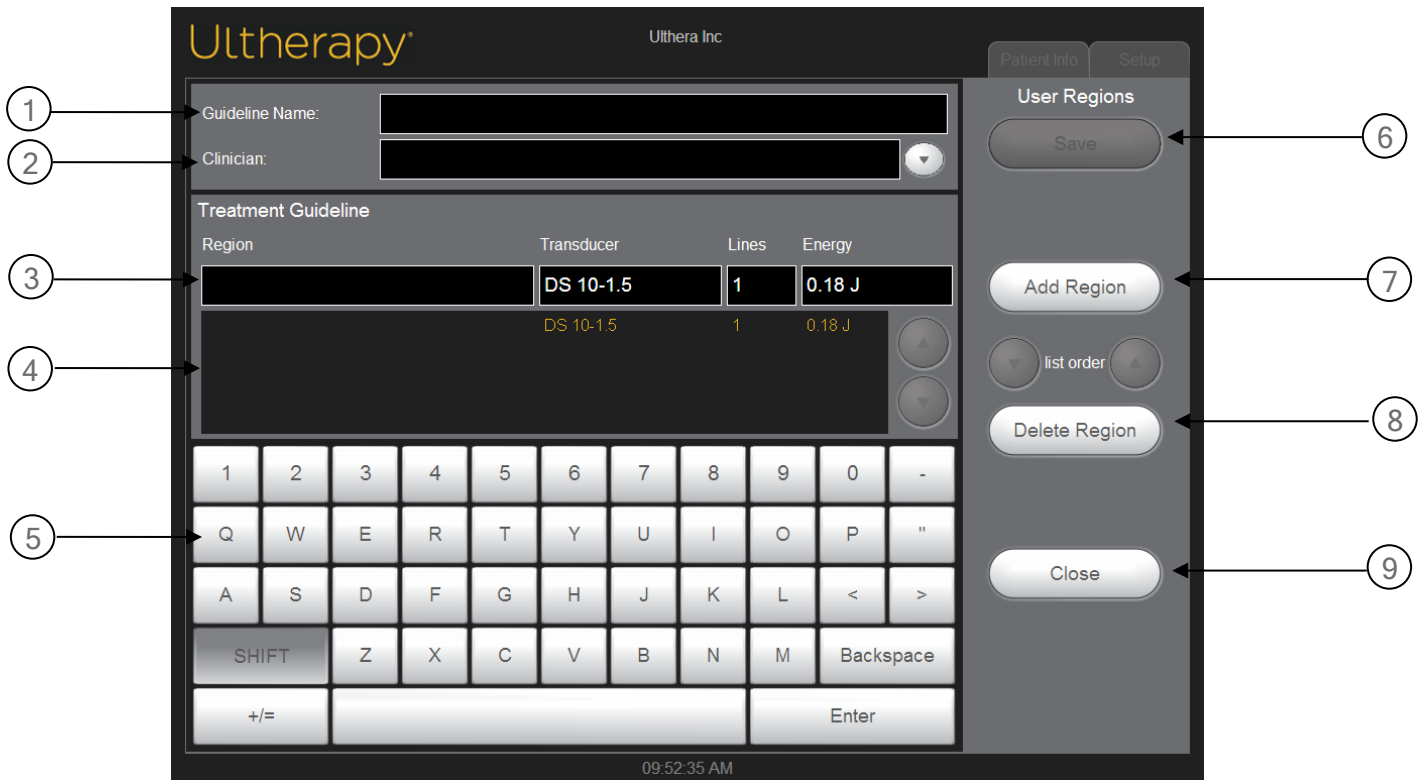 Ultherapy®
Ulthera Inc
Patient Info Setup
1 Guideline Name:
2 Clinician:
User Regions
Save 6
Treatment Guideline
Region Transducer Lines Energy
3 DS 10-1.5 1 0.18 J
Add Region 7
4 DS 10-1.5 1 0.18 J
list order
Delete Region 8
1 2 3 4 5 6 7 8 9 0 -
5 Q W E R T Y U I O P "
A S D F G H J K L < >
Close 9
SHIFT Z X C V B N M Backspace
+/= Enter
09:52:35 AM